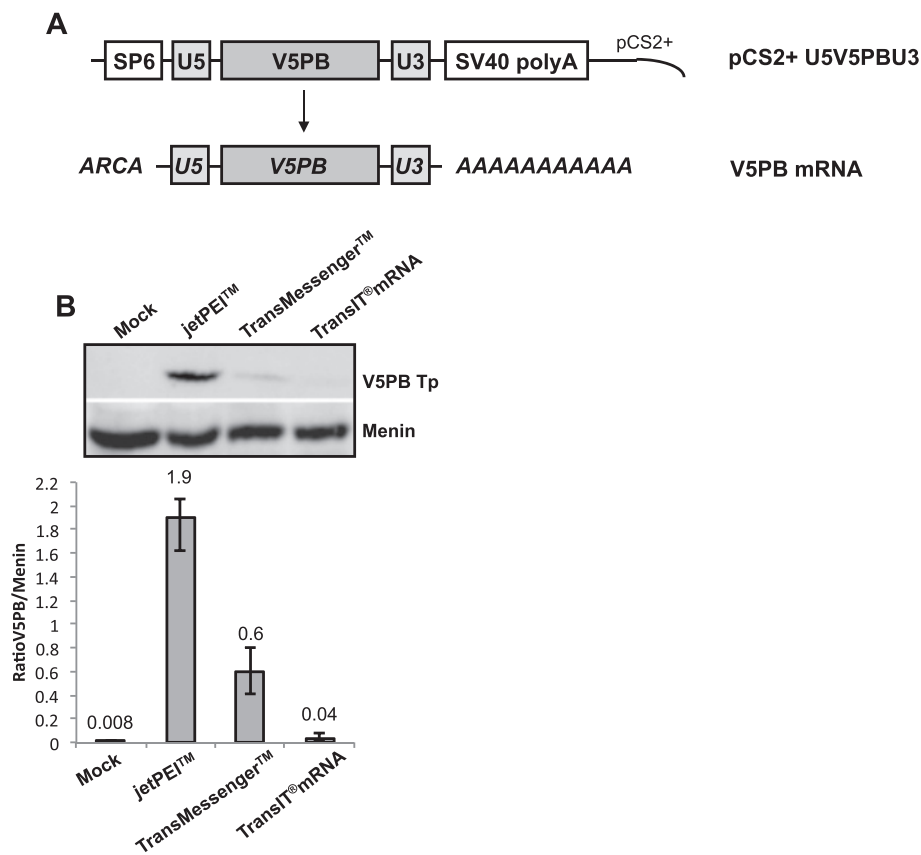 A
SP6 U5 V5PB U3 SV40 polyA pCS2+ pCS2+ U5V5PBU3
ARCA U5 V5PB U3 AAAAAAAAAAA V5PB mRNA
B
Mock jetPEI™ TransMessenger™ TransIT®mRNA
V5PB Tp
Menin
RatioV5PB/Menin
2.2
2
1.8
1.6
1.4
1.2
1
0.8
0.6
0.4
0.2
0
0.008 1.9 0.6 0.04
Mock jetPEI™ TransMessenger™ TransIT®mRNA